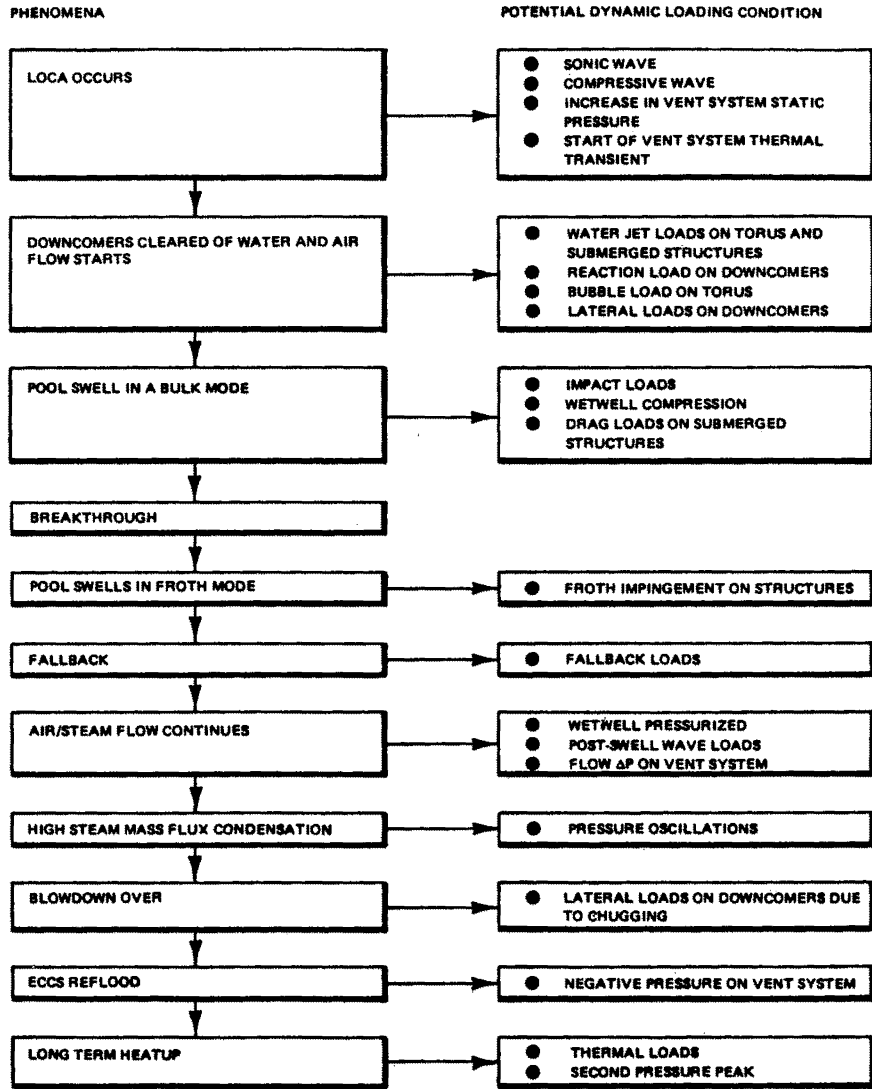 PHENOMENA
POTENTIAL DYNAMIC LOADING CONDITION
LOCA OCCURS
● SONIC WAVE
● COMPRESSIVE WAVE
● INCREASE IN VENT SYSTEM STATIC
PRESSURE
● START OF VENT SYSTEM THERMAL
TRANSIENT
DOWNCOMERS CLEARED OF WATER AND AIR
FLOW STARTS
● WATER JET LOADS ON TORUS AND
SUBMERGED STRUCTURES
● REACTION LOAD ON DOWNCOMERS
● BUBBLE LOAD ON TORUS
● LATERAL LOADS ON DOWNCOMERS
POOL SWELL IN A BULK MODE
● IMPACT LOADS
● WETWELL COMPRESSION
● DRAG LOADS ON SUBMERGED
STRUCTURES
BREAKTHROUGH
POOL SWELLS IN FROTH MODE
● FROTH IMPINGEMENT ON STRUCTURES
FALLBACK
● FALLBACK LOADS
AIR/STEAM FLOW CONTINUES
● WETWELL PRESSURIZED
● POST-SWELL WAVE LOADS
● FLOW ΔP ON VENT SYSTEM
HIGH STEAM MASS FLUX CONDENSATION
● PRESSURE OSCILLATIONS
BLOWDOWN OVER
● LATERAL LOADS ON DOWNCOMERS DUE
TO CHUGGING
ECCS REFLOOD
● NEGATIVE PRESSURE ON VENT SYSTEM
LONG TERM HEATUP
● THERMAL LOADS
● SECOND PRESSURE PEAK